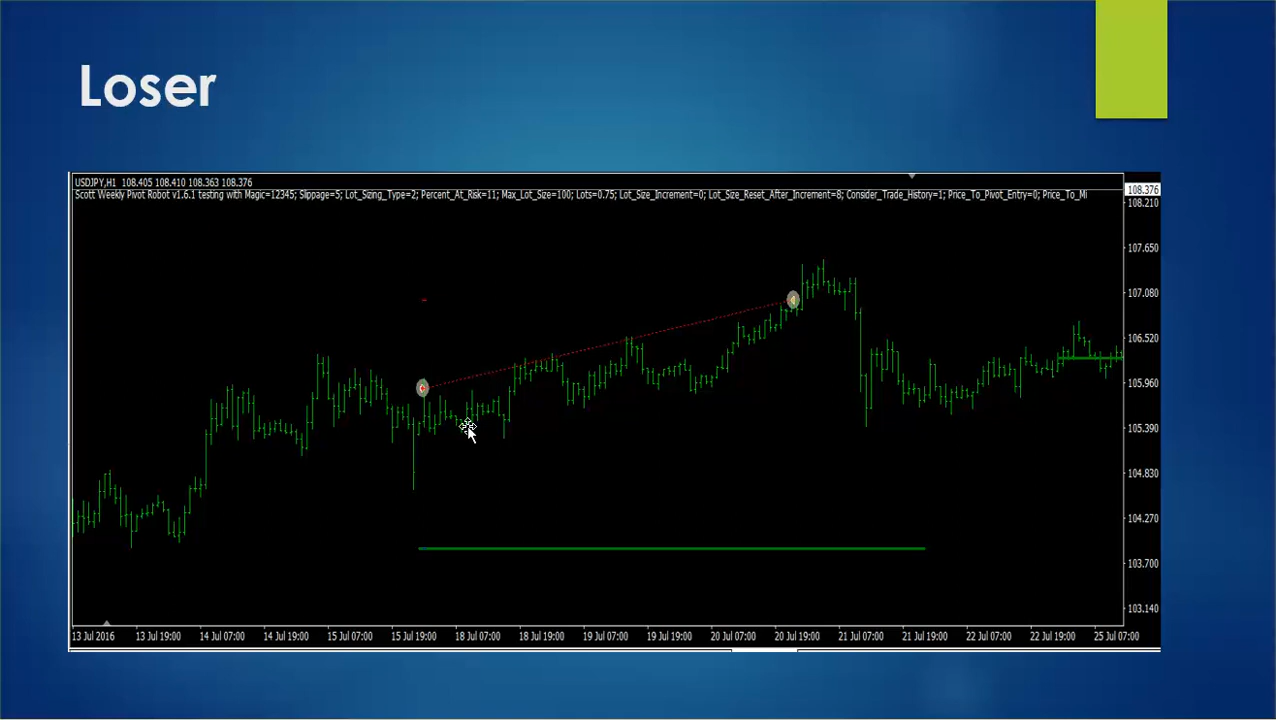 Loser
USDJPY,H1 108.405 108.410 108.363 108.376
Scott Weekly Pivot Robot v1.6.1 testing with Magic=12345; Slippage=5; Lot_Sizing_Type=2; Percent_At_Risk=11; Max_Lot_Size=100; Lots=0.75; Lot_Size_Increment=0; Lot_Size_Reset_After_Increment=8; Consider_Trade_History=1; Price_To_Pivot_Entry=0; Price_To_Mi
108.376
108.210
107.650
107.080
106.520
105.960
105.390
104.830
104.270
103.700
103.140
13 Jul 2016 13 Jul 19:00 14 Jul 07:00 14 Jul 19:00 15 Jul 07:00 15 Jul 19:00 18 Jul 07:00 18 Jul 19:00 19 Jul 07:00 19 Jul 19:00 20 Jul 07:00 20 Jul 19:00 21 Jul 07:00 21 Jul 19:00 22 Jul 07:00 22 Jul 19:00 25 Jul 07:00